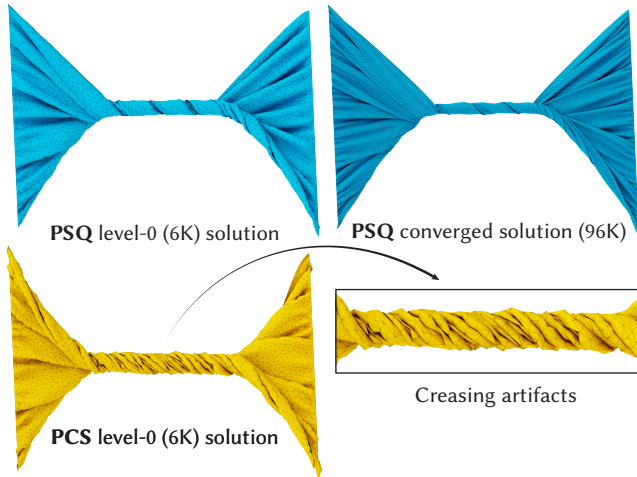 PSQ level-0 (6K) solution
PSQ converged solution (96K)
PCS level-0 (6K) solution
Creasing artifacts